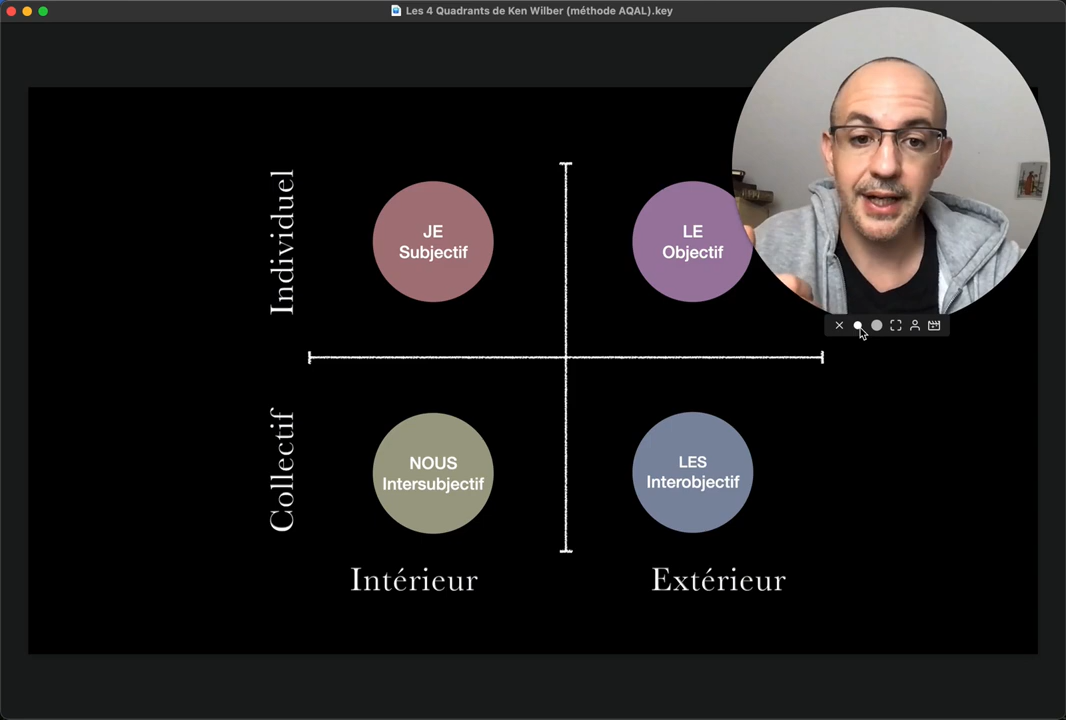 Les 4 Quadrants de Ken Wilber (méthode AQAL).key
Individuel
JE
Subjectif
LE
Objectif
Collectif
NOUS
Intersubjectif
LES
Interobjectif
Intérieur
Extérieur